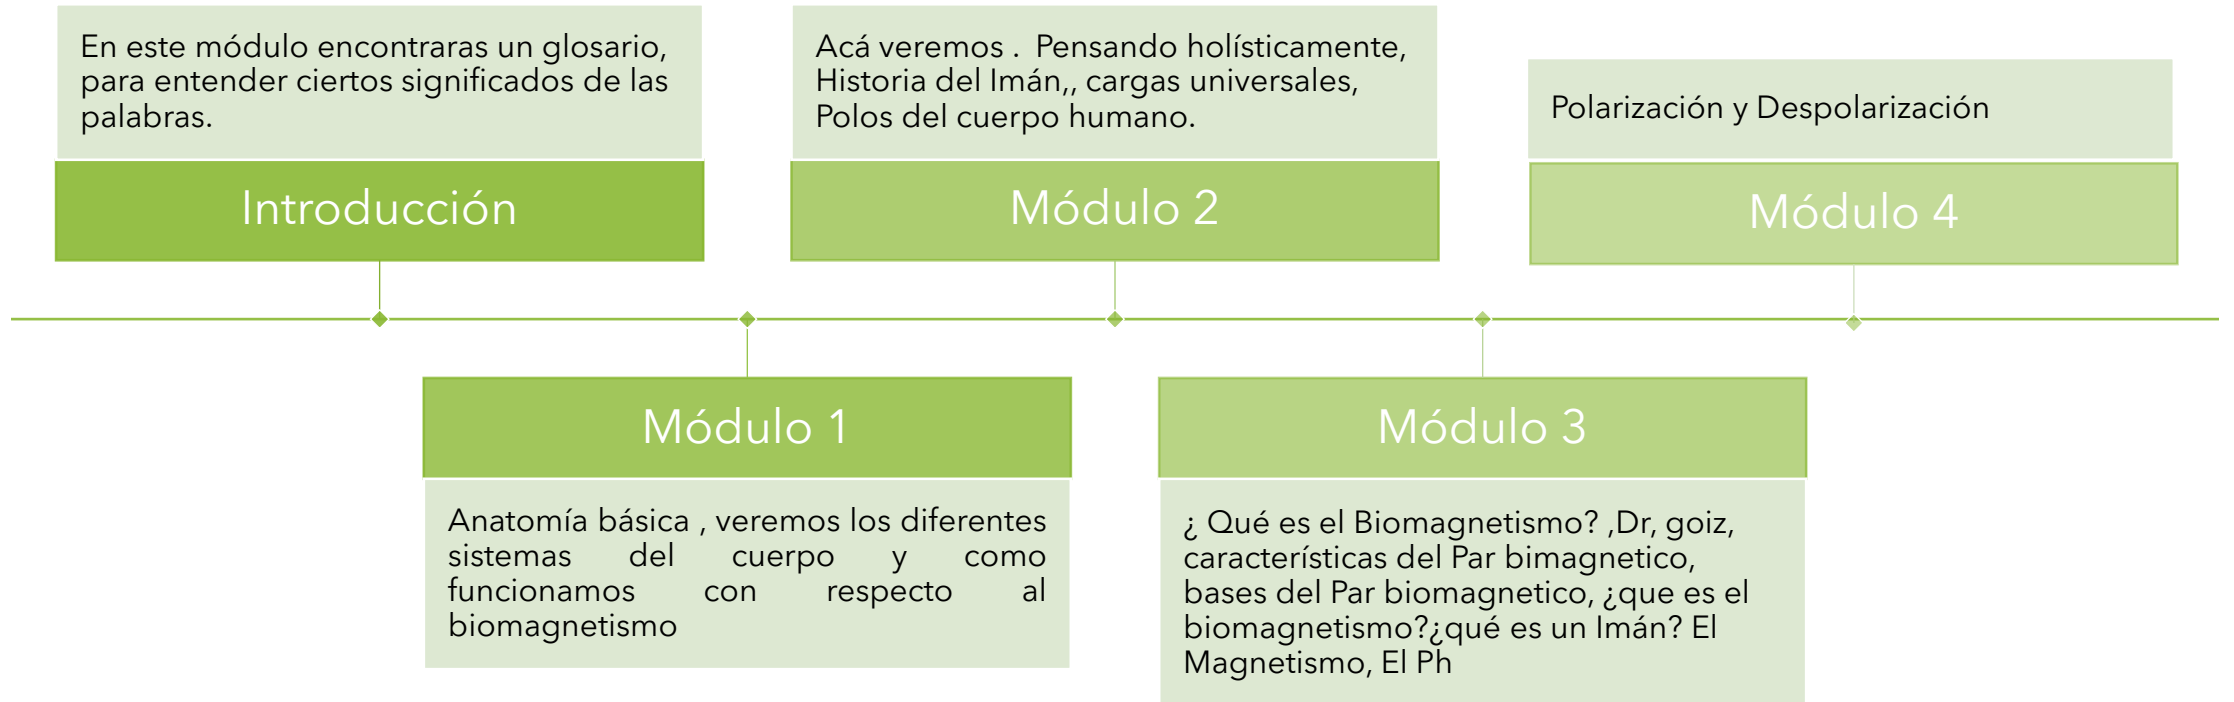 En este módulo encontraras un glosario,
para entender ciertos significados de las
palabras.
Introducción
Módulo 1
Anatomía básica , veremos los diferentes
sistemas del cuerpo y como
funcionamos con respecto al
biomagnetismo
Acá veremos . Pensando holísticamente,
Historia del Imán,, cargas universales,
Polos del cuerpo humano.
Módulo 2
Módulo 3
¿ Qué es el Biomagnetismo? ,Dr, goiz,
características del Par bimagnetico,
bases del Par biomagnetico, ¿que es el
biomagnetismo?¿qué es un Imán? El
Magnetismo, El Ph
Polarización y Despolarización
Módulo 4